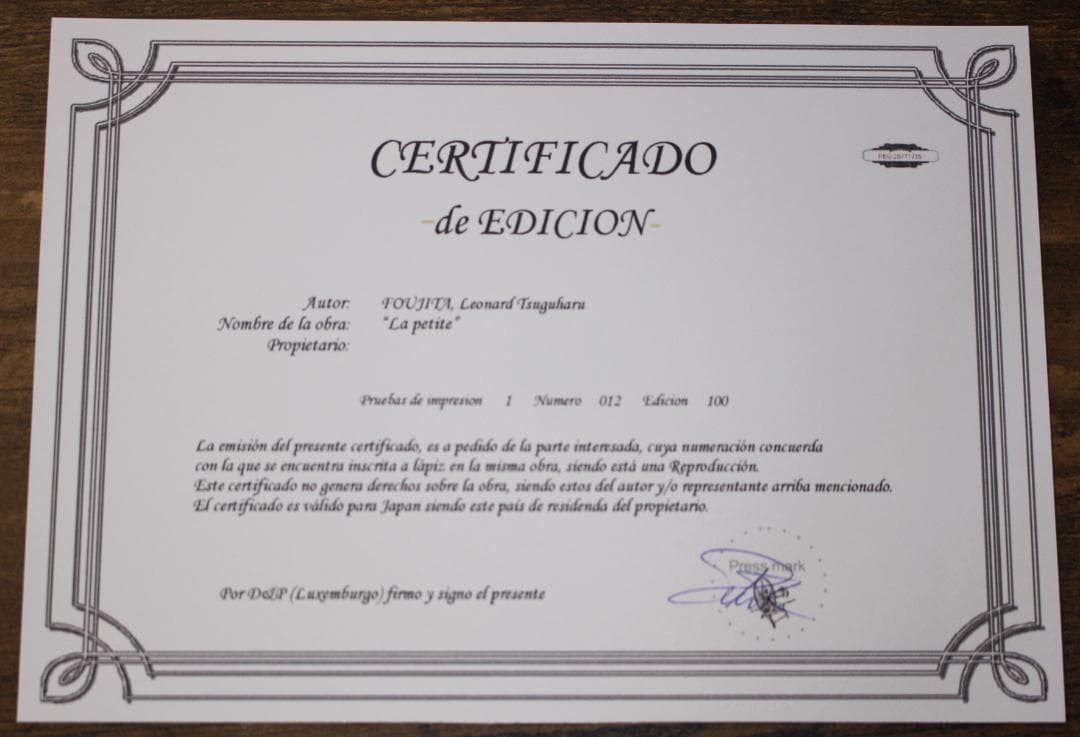 CERTIFICADO
-de EDICION-
Autor: FOUJITA, Leonard Tsuguharu
Nombre de la obra: "La petite"
Propietario:
Pruebas de impresion 1 Numero 012 Edicion 100
La emisión del presente certificado, es a pedido de la parte interesada, cuya numeración concuerda
con la que se encuentra inscrita a lápiz en la misma obra, siendo está una Reproducción.
Este certificado no genera derechos sobre la obra, siendo estos del autor y/o representante arriba mencionado.
El certificado es válido para Japan siendo este país de residenda del propietario.
Press mark
Por D&P (Luxemburgo) firmo y signo el presente